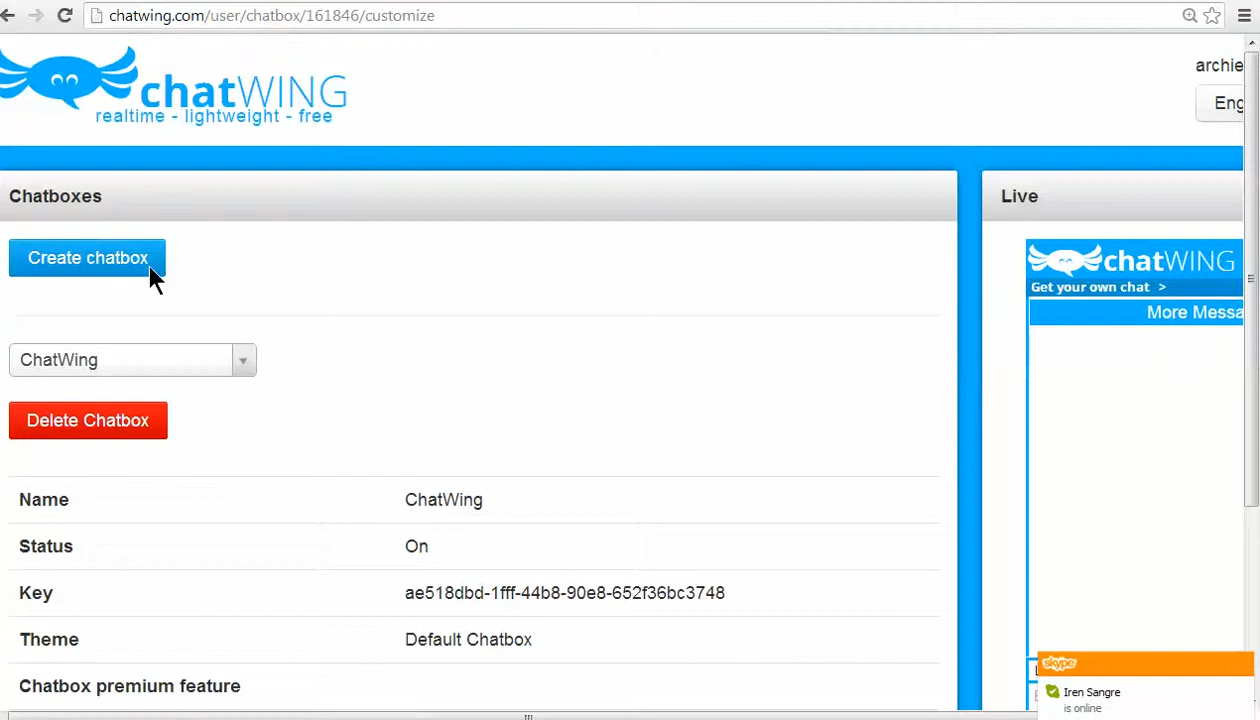 chatwing.com/user/chatbox/161846/customize
chatWING
realtime - lightweight - free
archie
Eng
Chatboxes
Live
Create chatbox
chatWING
Get your own chat >
More Messa
ChatWing
Delete Chatbox
Name ChatWing
Status On
Key ae518dbd-1fff-44b8-90e8-652f36bc3748
Theme Default Chatbox
skype
Chatbox premium feature
Iren Sangre
is online